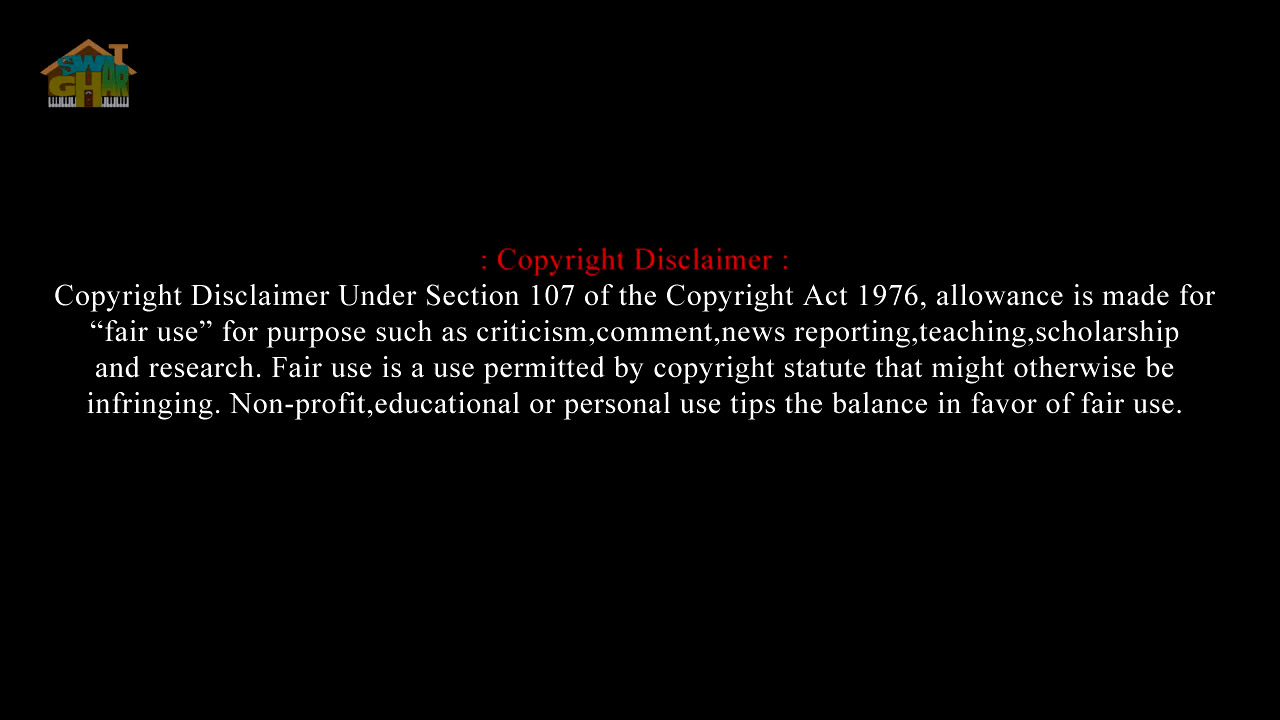 SWIT
GHAR
: Copyright Disclaimer :
Copyright Disclaimer Under Section 107 of the Copyright Act 1976, allowance is made for
“fair use” for purpose such as criticism,comment,news reporting,teaching,scholarship
and research. Fair use is a use permitted by copyright statute that might otherwise be
infringing. Non-profit,educational or personal use tips the balance in favor of fair use.